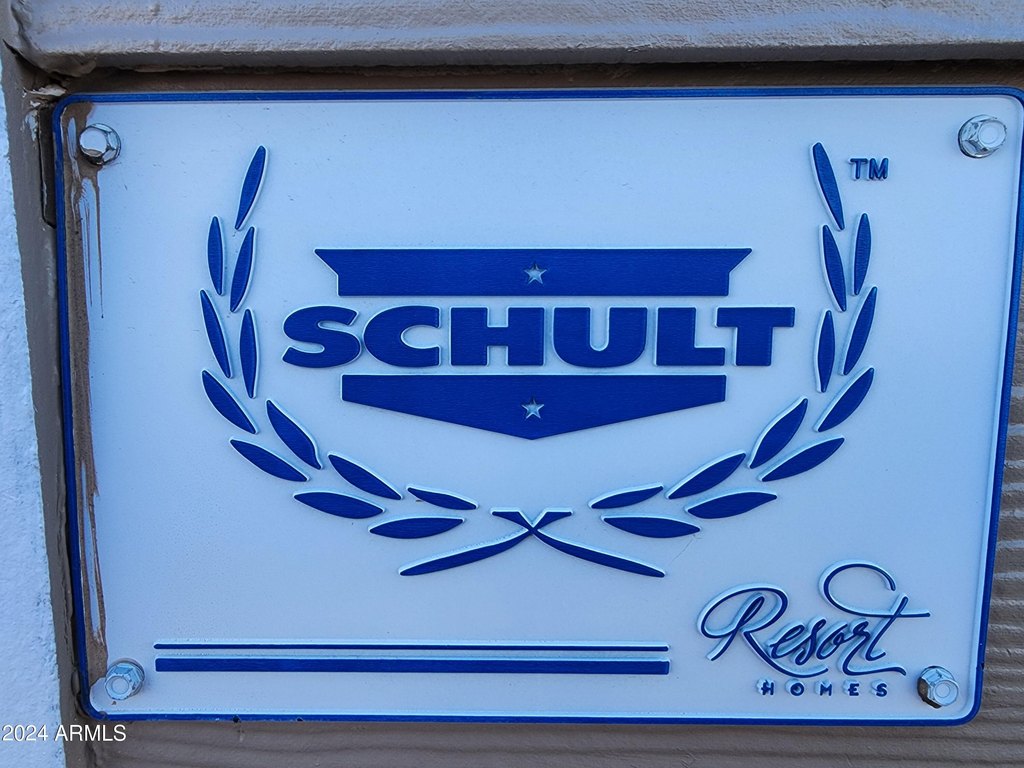 TM
SCHULT
Resort
HOMES
2024 ARMLS